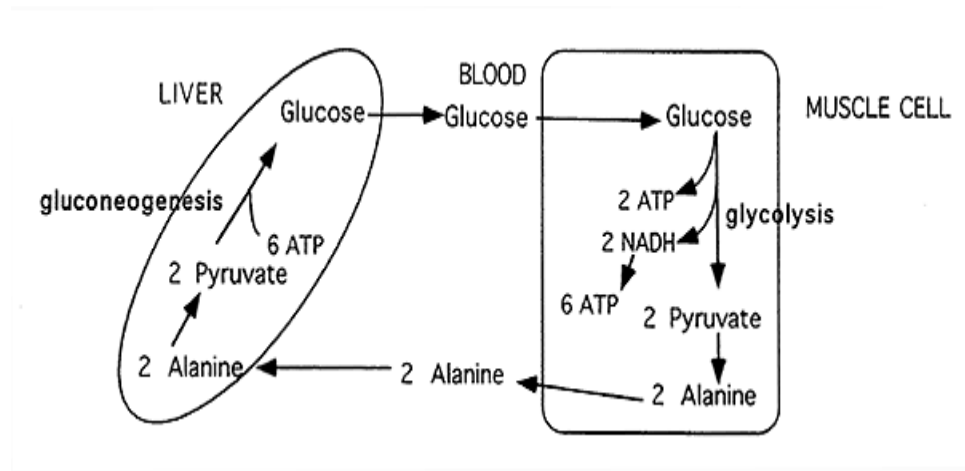 LIVER
BLOOD
MUSCLE CELL
Glucose
Glucose
Glucose
gluconeogenesis
6 ATP
2 Pyruvate
2 Alanine
2 Alanine
2 ATP
glycolysis
2 NADH
6 ATP
2 Pyruvate
2 Alanine